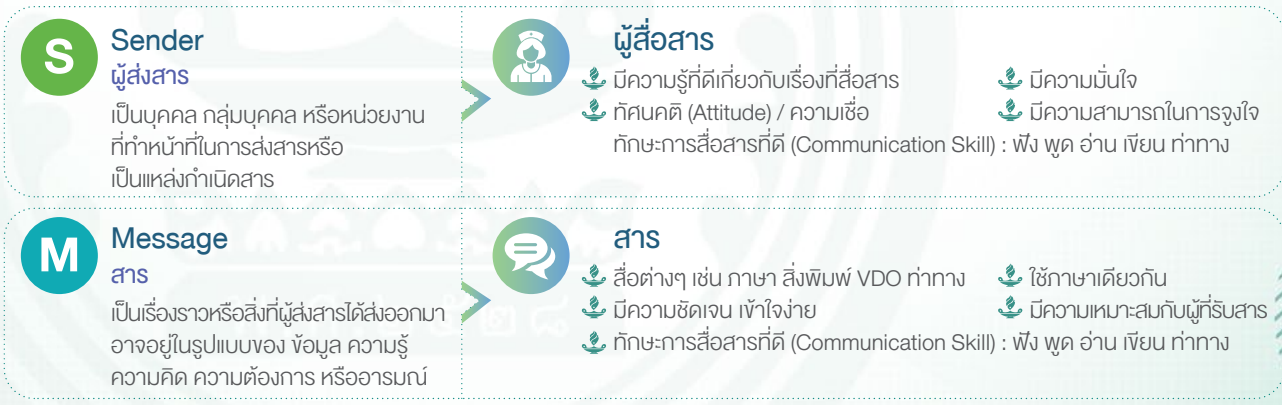 S
Sender
ผู้ส่งสาร
เป็นบุคคล กลุ่มบุคคล หรือหน่วยงาน
ที่ทำหน้าที่ในการส่งสารหรือ
เป็นแหล่งกำเนิดสาร
ผู้สื่อสาร
มีความรู้ที่ดีเกี่ยวกับเรื่องที่สื่อสาร
มีความมั่นใจ
ทัศนคติ (Attitude) / ความเชื่อ
มีความสามารถในการจูงใจ
ทักษะการสื่อสารที่ดี (Communication Skill) : ฟัง พูด อ่าน เขียน ท่าทาง
M
Message
สาร
เป็นเรื่องราวหรือสิ่งที่ผู้ส่งสารได้ส่งออกมา
อาจอยู่ในรูปแบบของ ข้อมูล ความรู้
ความคิด ความต้องการ หรืออารมณ์
สาร
สื่อต่างๆ เช่น ภาษา สิ่งพิมพ์ VDO ท่าทาง
ใช้ภาษาเดียวกัน
มีความชัดเจน เข้าใจง่าย
มีความเหมาะสมกับผู้ที่รับสาร
ทักษะการสื่อสารที่ดี (Communication Skill) : ฟัง พูด อ่าน เขียน ท่าทาง